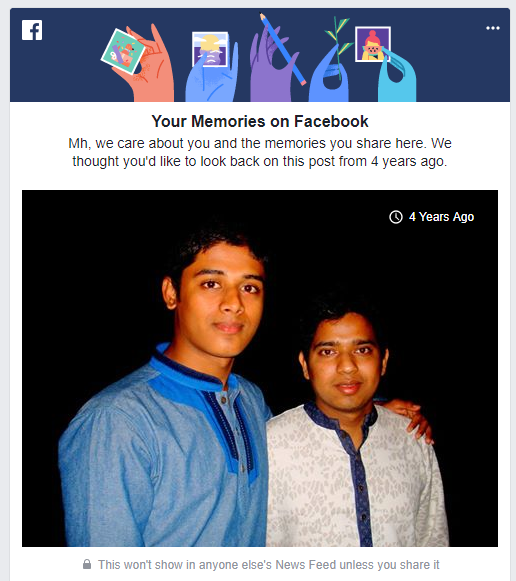 Your Memories on Facebook
Mh, we care about you and the memories you share here. We
thought you'd like to look back on this post from 4 years ago.
4 Years Ago
This won't show in anyone else's News Feed unless you share it